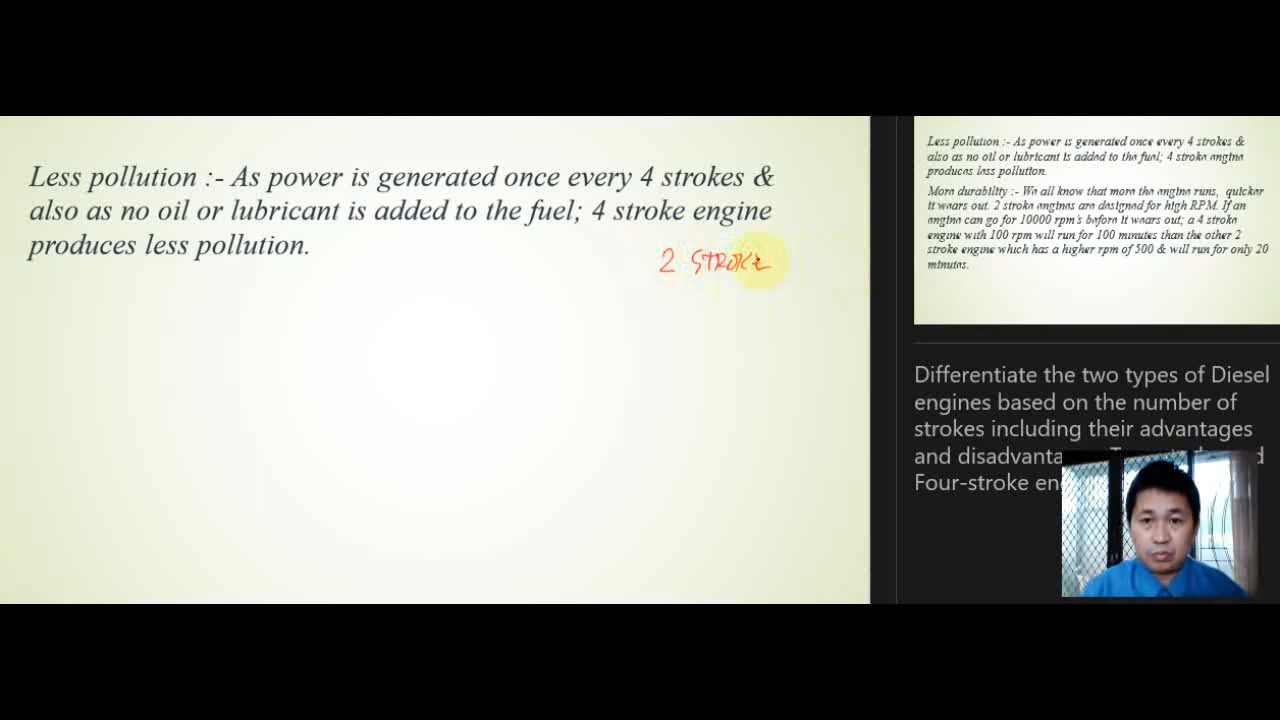 Less pollution :- As power is generated once every 4 strokes &
also as no oil or lubricant is added to the fuel; 4 stroke engine
produces less pollution.
2 STROKE
Less pollution :- As power is generated once every 4 strokes &
also as no oil or lubricant is added to the fuel; 4 stroke engine
produces less pollution.
More durability :- We all know that more the engine runs, quicker
it wears out. 2 stroke engines are designed for high RPM. If an
engine can go for 10000 rpm's before it wears out; a 4 stroke
engine with 100 rpm will run for 100 minutes than the other 2
stroke engine which has a higher rpm of 500 & will run for only 20
minutes.
Differentiate the two types of Diesel
engines based on the number of
strokes including their advantages
and disadvanta
Four-stroke en